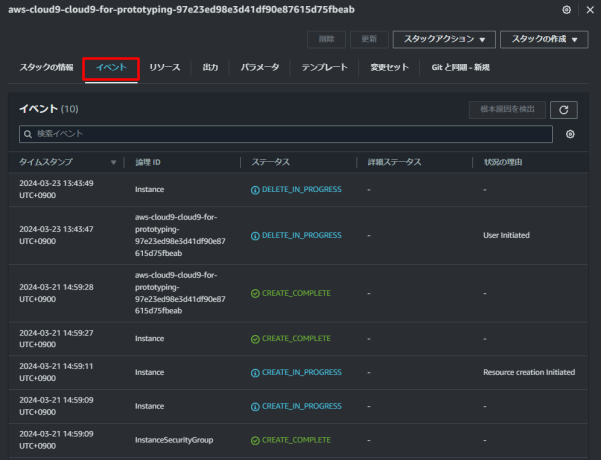 aws-cloud9-cloud9-for-prototyping-97e23ed98e3d41df90e87615d75fbeab
削除 更新 スタックアクション スタックの作成
スタックの情報 イベント リソース 出力 パラメータ テンプレート 変更セット Git と同期 - 新規
イベント (10) 根本原因を検出
検索イベント
タイムスタンプ 論理 ID ステータス 詳細ステータス 状況の理由
2024-03-23 13:43:49
UTC+0900
Instance DELETE_IN_PROGRESS - -
2024-03-23 13:43:47
UTC+0900
aws-cloud9-cloud9-for-
prototyping-
97e23ed98e3d41df90e87
615d75fbeab
DELETE_IN_PROGRESS - User Initiated
2024-03-21 14:59:28
UTC+0900
aws-cloud9-cloud9-for-
prototyping-
97e23ed98e3d41df90e87
615d75fbeab
CREATE_COMPLETE - -
2024-03-21 14:59:27
UTC+0900
Instance CREATE_COMPLETE - -
2024-03-21 14:59:11
UTC+0900
Instance CREATE_IN_PROGRESS - Resource creation Initiated
2024-03-21 14:59:09
UTC+0900
Instance CREATE_IN_PROGRESS - -
2024-03-21 14:59:09
UTC+0900
InstanceSecurityGroup CREATE_COMPLETE - -